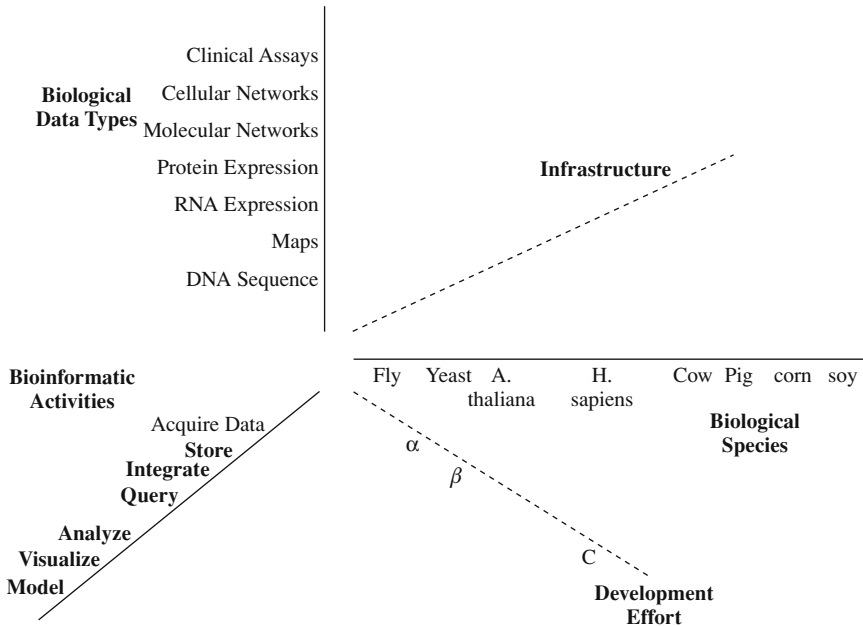 Clinical Assays
Biological
Data Types
Cellular Networks
Molecular Networks
Protein Expression
RNA Expression
Maps
DNA Sequence
Infrastructure
Fly Yeast A. H. Cow Pig corn soy
thaliana sapiens
Biological
Species
Bioinformatic
Activities
Acquire Data
Store
Integrate
Query
Analyze
Visualize
Model
α
β
C
Development
Effort